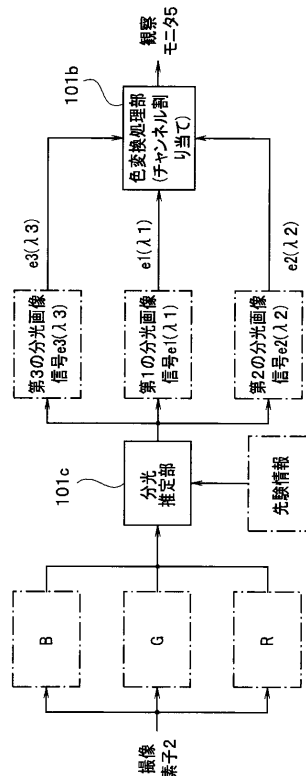 撮像
素子2
B
G
R
101c
分光
推定部
先験情報
第3の分光画像
信号e3(λ3)
第1の分光画像
信号e1(λ1)
第2の分光画像
信号e2(λ2)
e3(λ3)
e1(λ1)
e2(λ2)
101b
色変換処理部
(チャンネル割
り当て)
観察
モニタ5